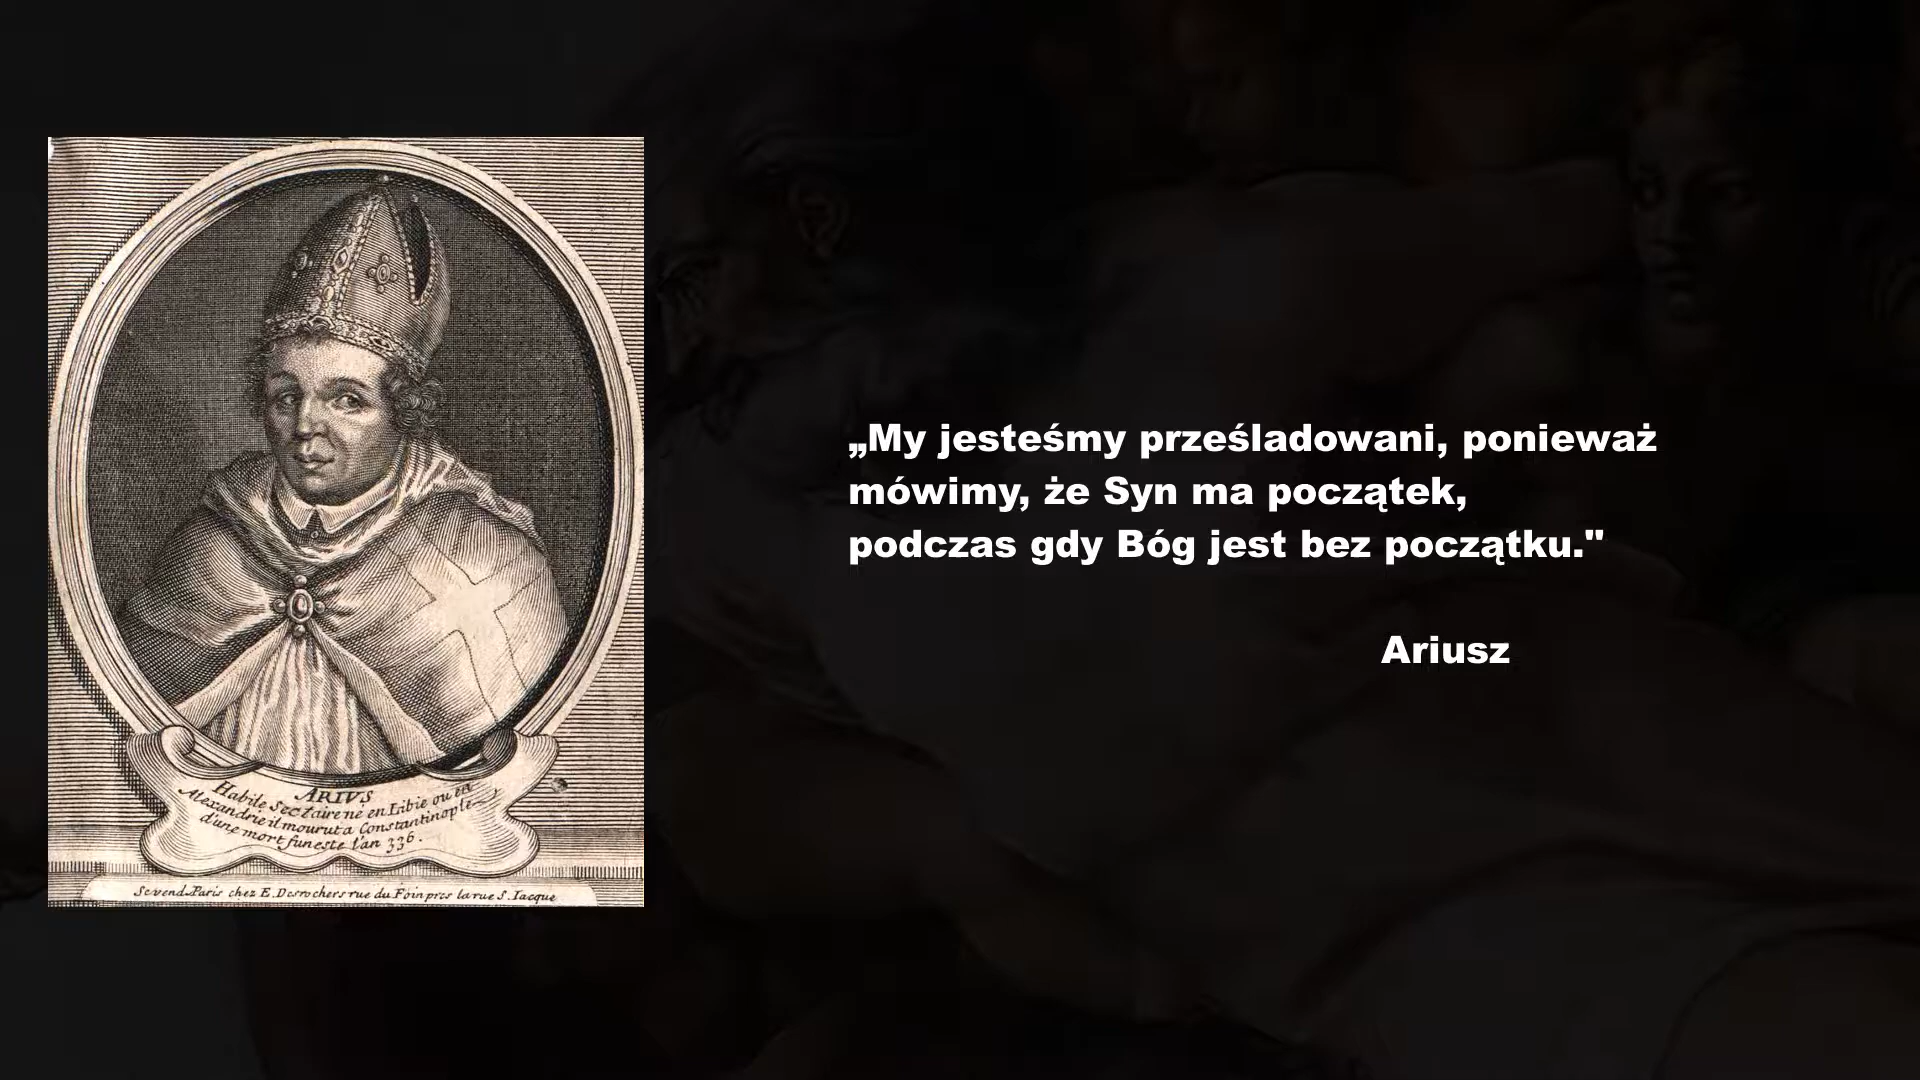 ARIVS
Habile Sectaire né en Libie ou en
Alexandrie il mourut a Constantinople
d'une mort funeste l'an 336.
Se vend a Paris chez E. Desrochers rue du Foin pres la rue S. Iacque
„My jesteśmy prześladowani, ponieważ
mówimy, że Syn ma początek,
podczas gdy Bóg jest bez początku."
Ariusz